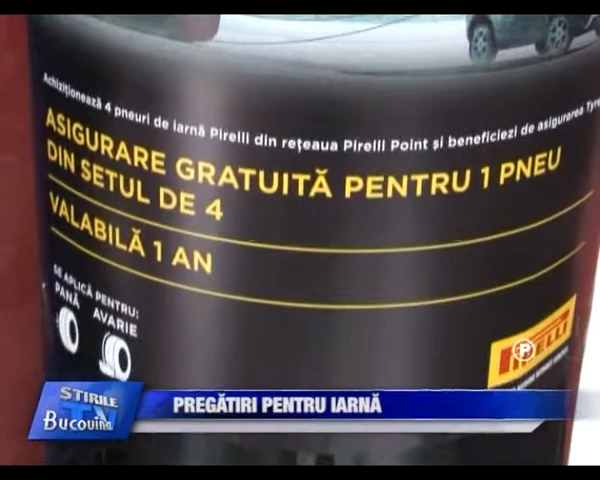 Achiziționează 4 pneuri de iarnă Pirelli din rețeaua Pirelli Point și beneficiezi de asigurarea Tyre
ASIGURARE GRATUITĂ PENTRU 1 PNEU
DIN SETUL DE 4
VALABILĂ 1 AN
SE APLICĂ PENTRU:
PANĂ
AVARIE
PIRELLI
P
ȘTIRILE
TV
Bucovina
PREGĂTIRI PENTRU IARNĂ